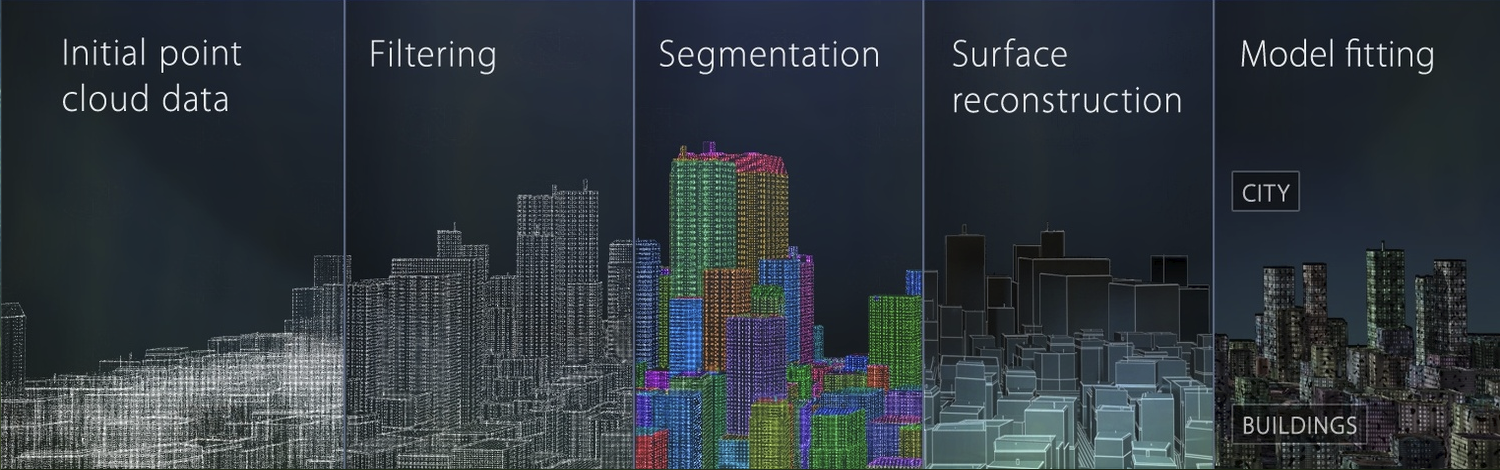 Initial point
cloud data
Filtering
Segmentation
Surface
reconstruction
Model fitting
CITY
BUILDINGS